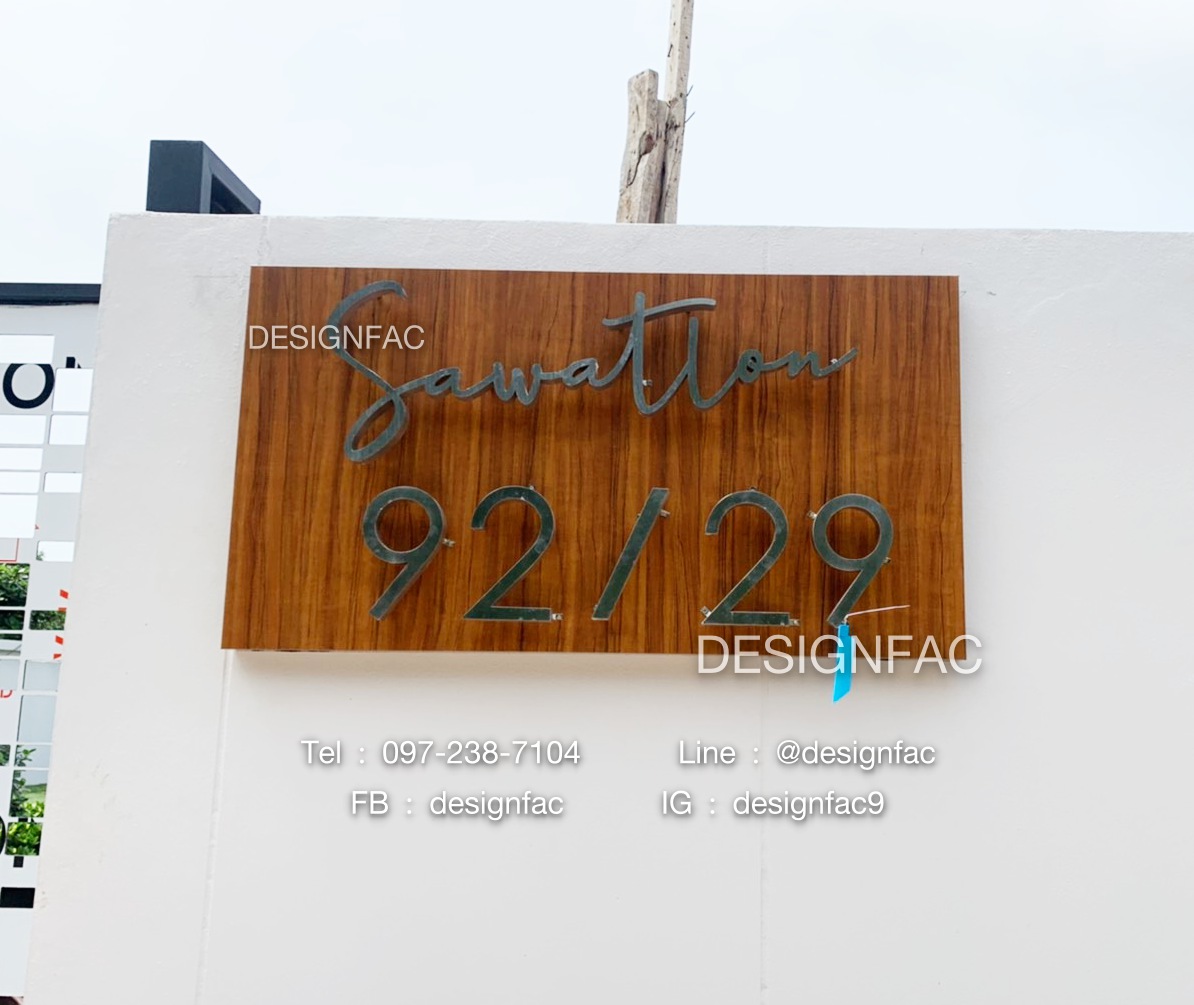 Sawatlon
DESIGNFAC
92/29
DESIGNFAC
Tel : 097-238-7104 Line : @designfac
FB : designfac IG : designfac9